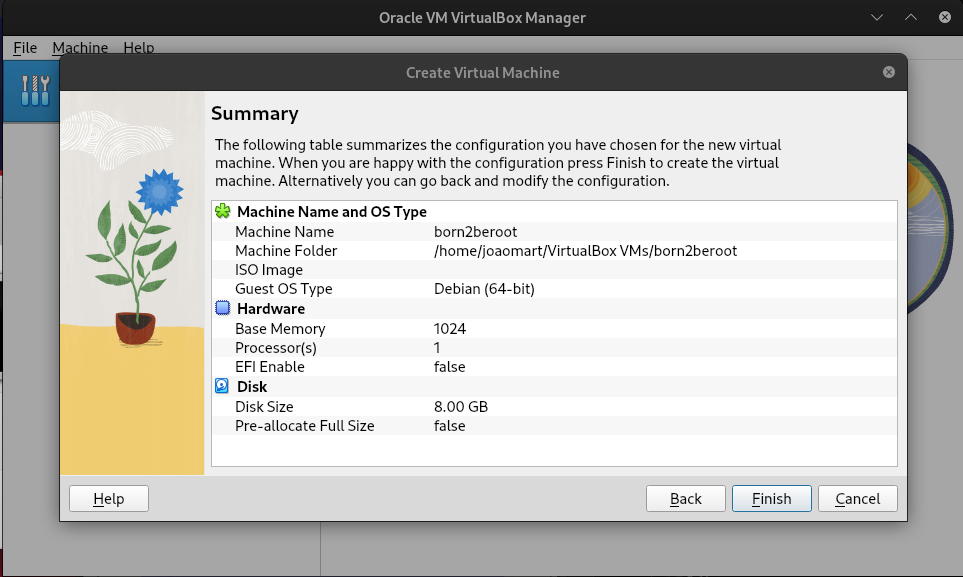 Oracle VM VirtualBox Manager
File Machine Help
Create Virtual Machine
Summary
The following table summarizes the configuration you have chosen for the new virtual
machine. When you are happy with the configuration press Finish to create the virtual
machine. Alternatively you can go back and modify the configuration.
Machine Name and OS Type
Machine Name born2beroot
Machine Folder /home/joaomart/VirtualBox VMs/born2beroot
ISO Image
Guest OS Type Debian (64-bit)
Hardware
Base Memory 1024
Processor(s) 1
EFI Enable false
Disk
Disk Size 8.00 GB
Pre-allocate Full Size false
Help Back Finish Cancel